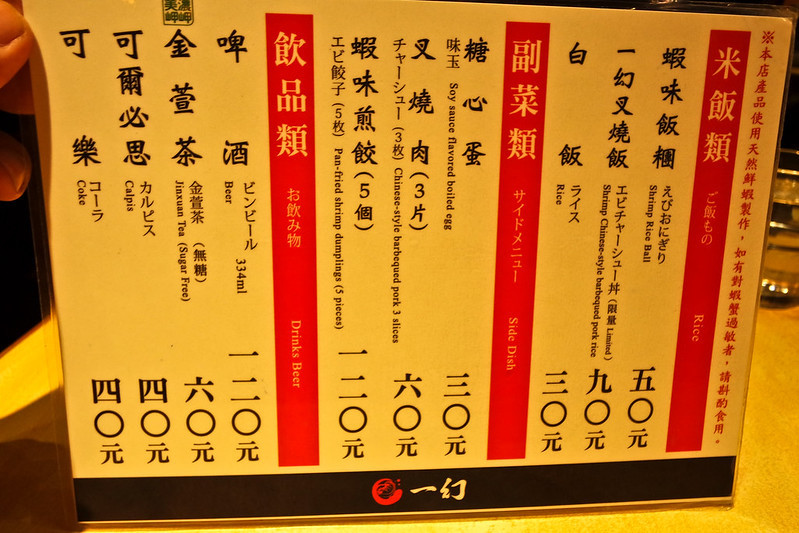 ※本店產品使用天然鮮蝦製作，如有對蝦蟹過敏者，請斟酌食用。
米飯類 ご飯もの Rice
蝦味飯糰 えびおにぎり 五〇元
Shrimp Rice Ball
一幻叉燒飯 エビチャーシュー丼（限量 Limited） 九〇元
Shrimp Chinese-style barbequed pork rice
白飯 ライス 三〇元
Rice
副菜類 サイドメニュー Side Dish
糖心蛋 三〇元
味玉 Soy sauce flavored boiled egg
叉燒肉（3片） 六〇元
チャーシュー（3枚） Chinese-style barbequed pork 3 slices
蝦味煎餃（5個） 一二〇元
エビ餃子（5枚） Pan-fried shrimp dumplings (5 pieces)
飲品類 お飲み物 Drinks Beer
啤酒 ビンビール 334ml 一二〇元
Beer
金萱茶 金萱茶 （無糖） 六〇元
Jinxuan Tea (Sugar Free)
可爾必思 カルピス 四〇元
Calpis
可樂 コーラ 四〇元
Coke
一幻
美濃
岬岬